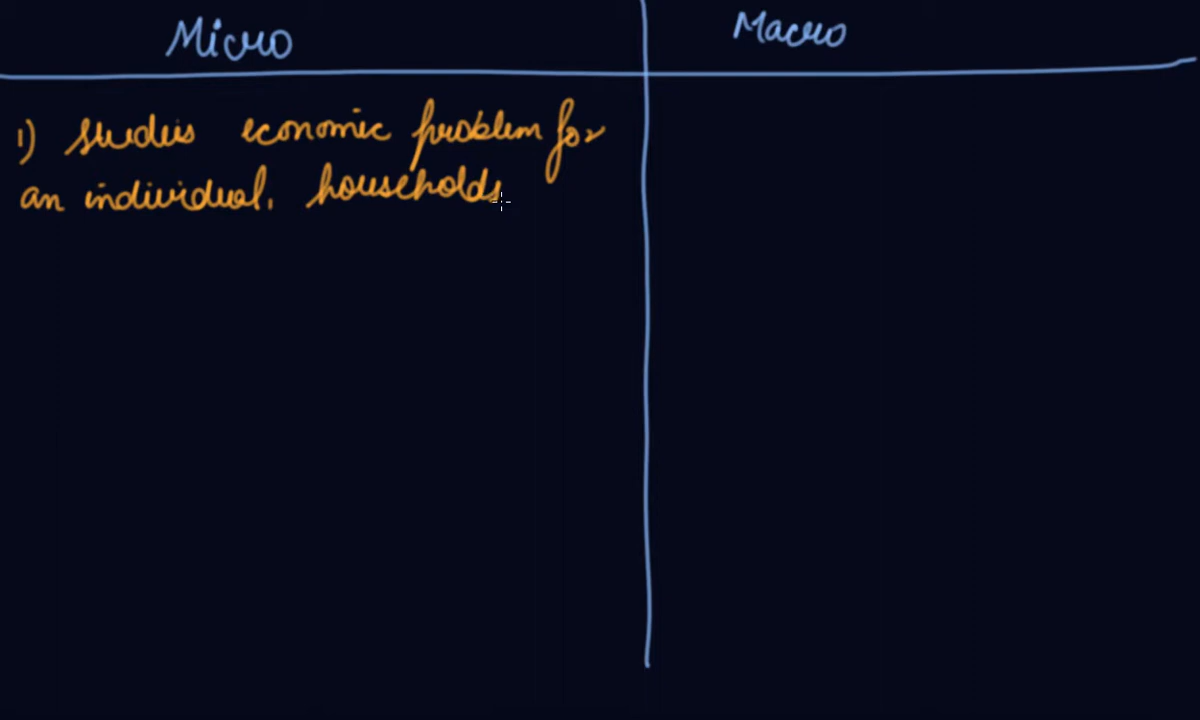 Micro
Macro
1) studies economic problem for
an individual, households